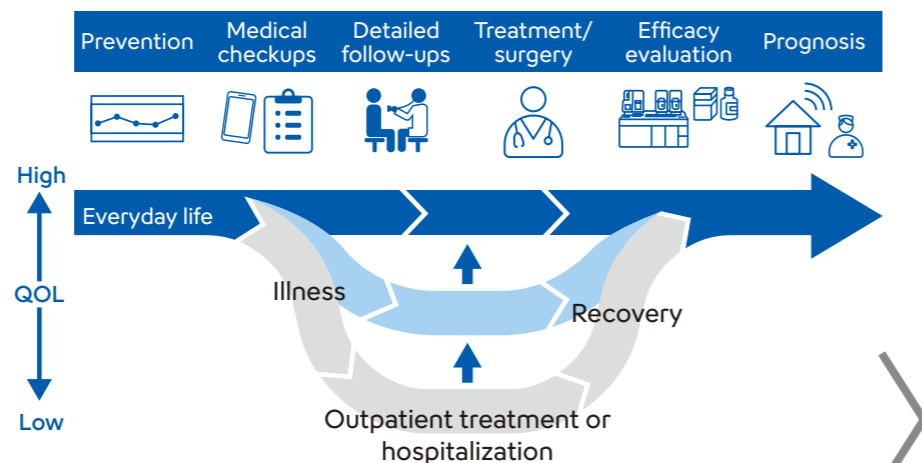 Prevention
Medical
checkups
Detailed
follow-ups
Treatment/
surgery
Efficacy
evaluation
Prognosis
High
Everyday life
QOL
Illness
Recovery
Low
Outpatient treatment or
hospitalization